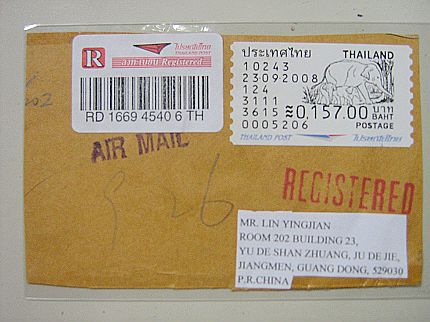 R
ไปรษณีย์ไทย
THAILAND POST
ลงทะเบียน Registered
RD 1669 4540 6 TH
ประเทศไทย THAILAND
10243
23092008
124
3111
3615 ≈0,157.00 บาท
BAHT
0005206 POSTAGE
THAILAND POST ไปรษณีย์ไทย
202
AIR MAIL
26
REGISTERED
MR. LIN YINGJIAN
ROOM 202 BUILDING 23,
YU DE SHAN ZHUANG, JU DE JIE,
JIANGMEN, GUANG DONG, 529030
P.R.CHINA